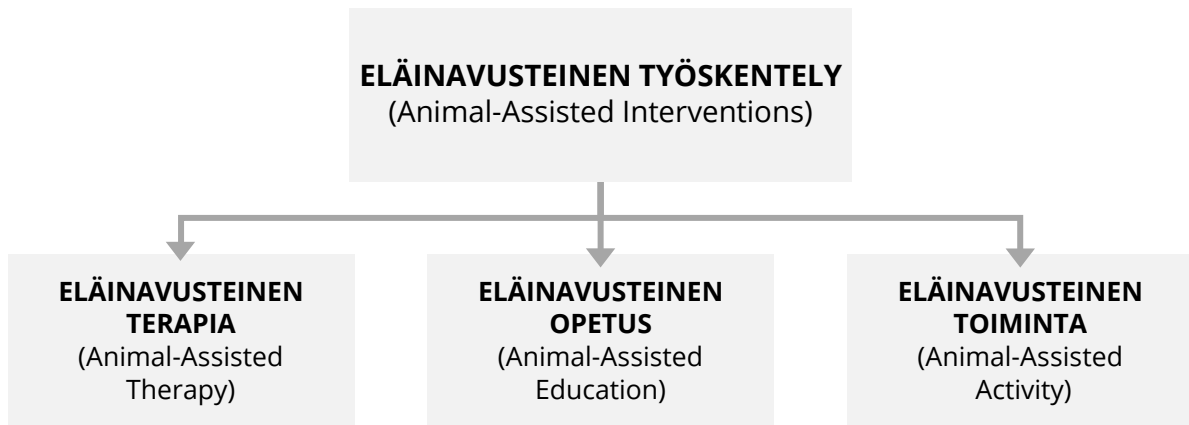 ELÄINAVUSTEINEN TYÖSKENTELY
(Animal-Assisted Interventions)
ELÄINAVUSTEINEN
TERAPIA
(Animal-Assisted
Therapy)
ELÄINAVUSTEINEN
OPETUS
(Animal-Assisted
Education)
ELÄINAVUSTEINEN
TOIMINTA
(Animal-Assisted
Activity)